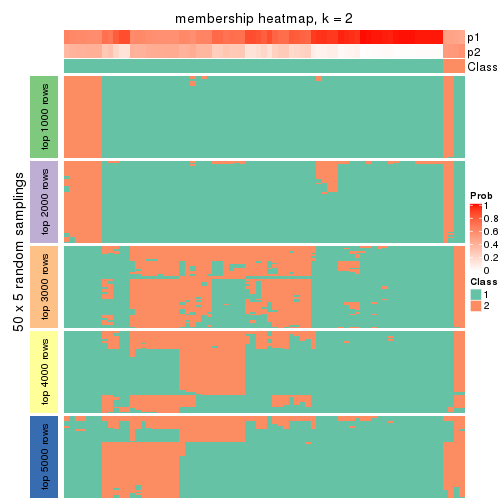 membership heatmap, k = 2
p1
p2
Class
50 x 5 random samplings
top 1000 rows
top 2000 rows
top 3000 rows
top 4000 rows
top 5000 rows
Prob
1
0.8
0.6
0.4
0.2
0
Class
1
2